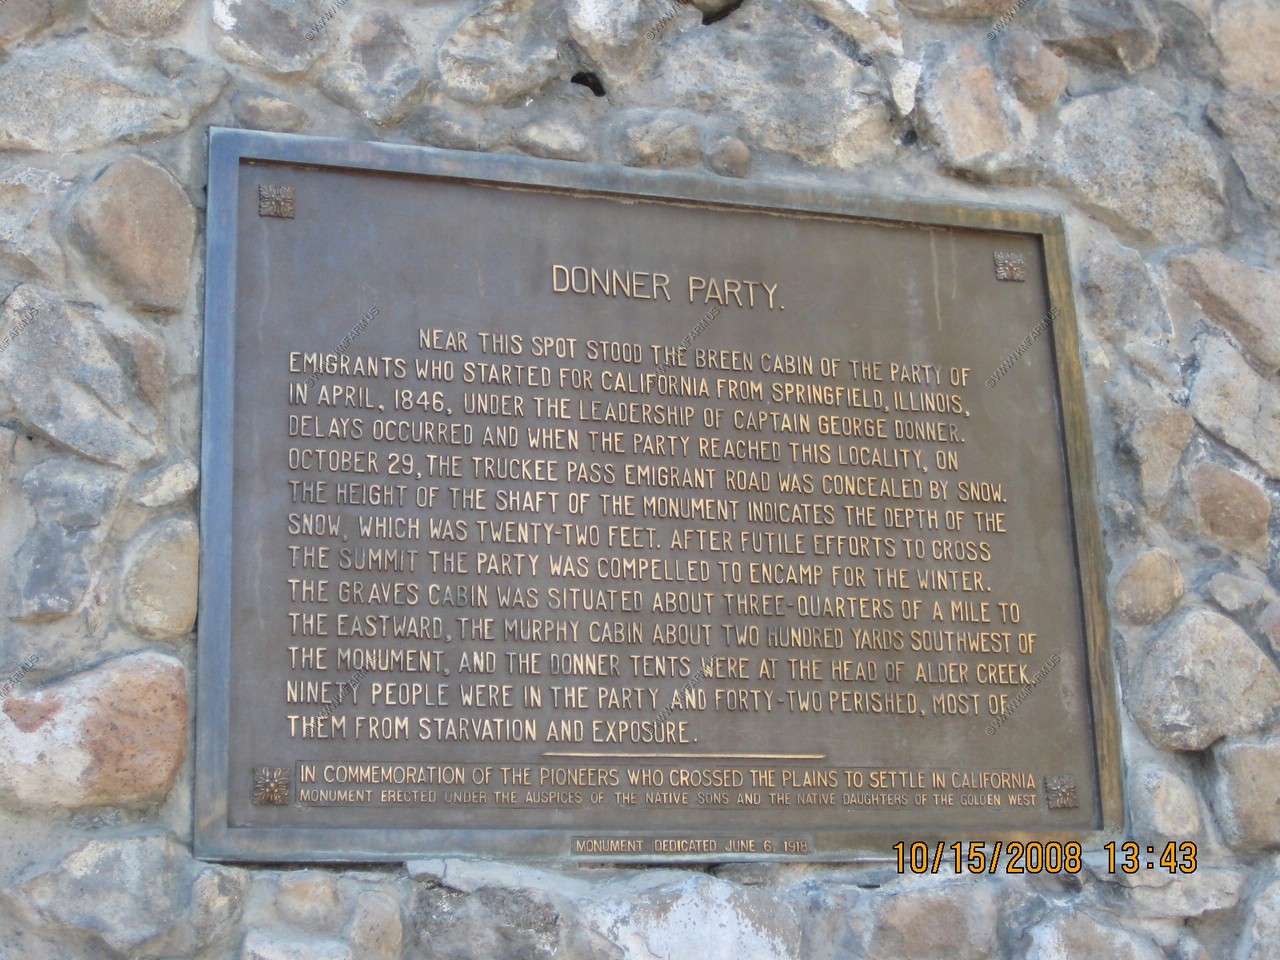 DONNER PARTY.
NEAR THIS SPOT STOOD THE BREEN CABIN OF THE PARTY OF
EMIGRANTS WHO STARTED FOR CALIFORNIA FROM SPRINGFIELD, ILLINOIS,
IN APRIL, 1846, UNDER THE LEADERSHIP OF CAPTAIN GEORGE DONNER.
DELAYS OCCURRED AND WHEN THE PARTY REACHED THIS LOCALITY, ON
OCTOBER 29, THE TRUCKEE PASS EMIGRANT ROAD WAS CONCEALED BY SNOW.
THE HEIGHT OF THE SHAFT OF THE MONUMENT INDICATES THE DEPTH OF THE
SNOW, WHICH WAS TWENTY-TWO FEET. AFTER FUTILE EFFORTS TO CROSS
THE SUMMIT THE PARTY WAS COMPELLED TO ENCAMP FOR THE WINTER.
THE GRAVES CABIN WAS SITUATED ABOUT THREE-QUARTERS OF A MILE TO
THE EASTWARD, THE MURPHY CABIN ABOUT TWO HUNDRED YARDS SOUTHWEST OF
THE MONUMENT, AND THE DONNER TENTS WERE AT THE HEAD OF ALDER CREEK.
NINETY PEOPLE WERE IN THE PARTY AND FORTY-TWO PERISHED, MOST OF
THEM FROM STARVATION AND EXPOSURE.
IN COMMEMORATION OF THE PIONEERS WHO CROSSED THE PLAINS TO SETTLE IN CALIFORNIA
MONUMENT ERECTED UNDER THE AUSPICES OF THE NATIVE SONS AND THE NATIVE DAUGHTERS OF THE GOLDEN WEST
MONUMENT DEDICATED JUNE 6, 1918
10/15/2008 13:43